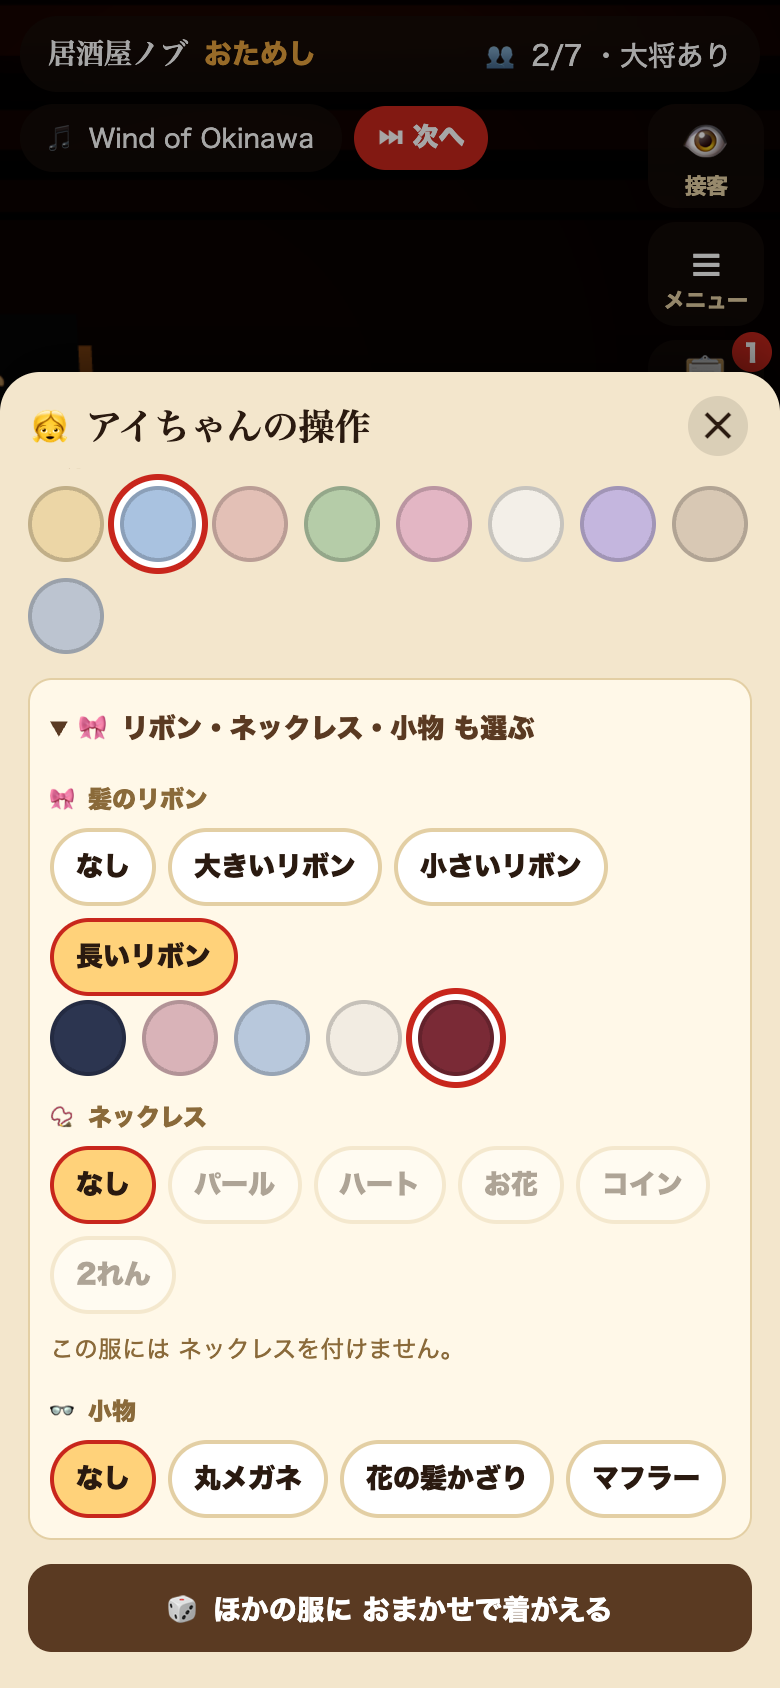 居酒屋ノブ おためし
2/7 ・大将あり
Wind of Okinawa
次へ
接客
メニュー
1
アイちゃんの操作
リボン・ネックレス・小物 も選ぶ
髪のリボン
なし 大きいリボン 小さいリボン
長いリボン
ネックレス
なし パール ハート お花 コイン
2れん
この服には ネックレスを付けません。
小物
なし 丸メガネ 花の髪かざり マフラー
ほかの服に おまかせで着がえる